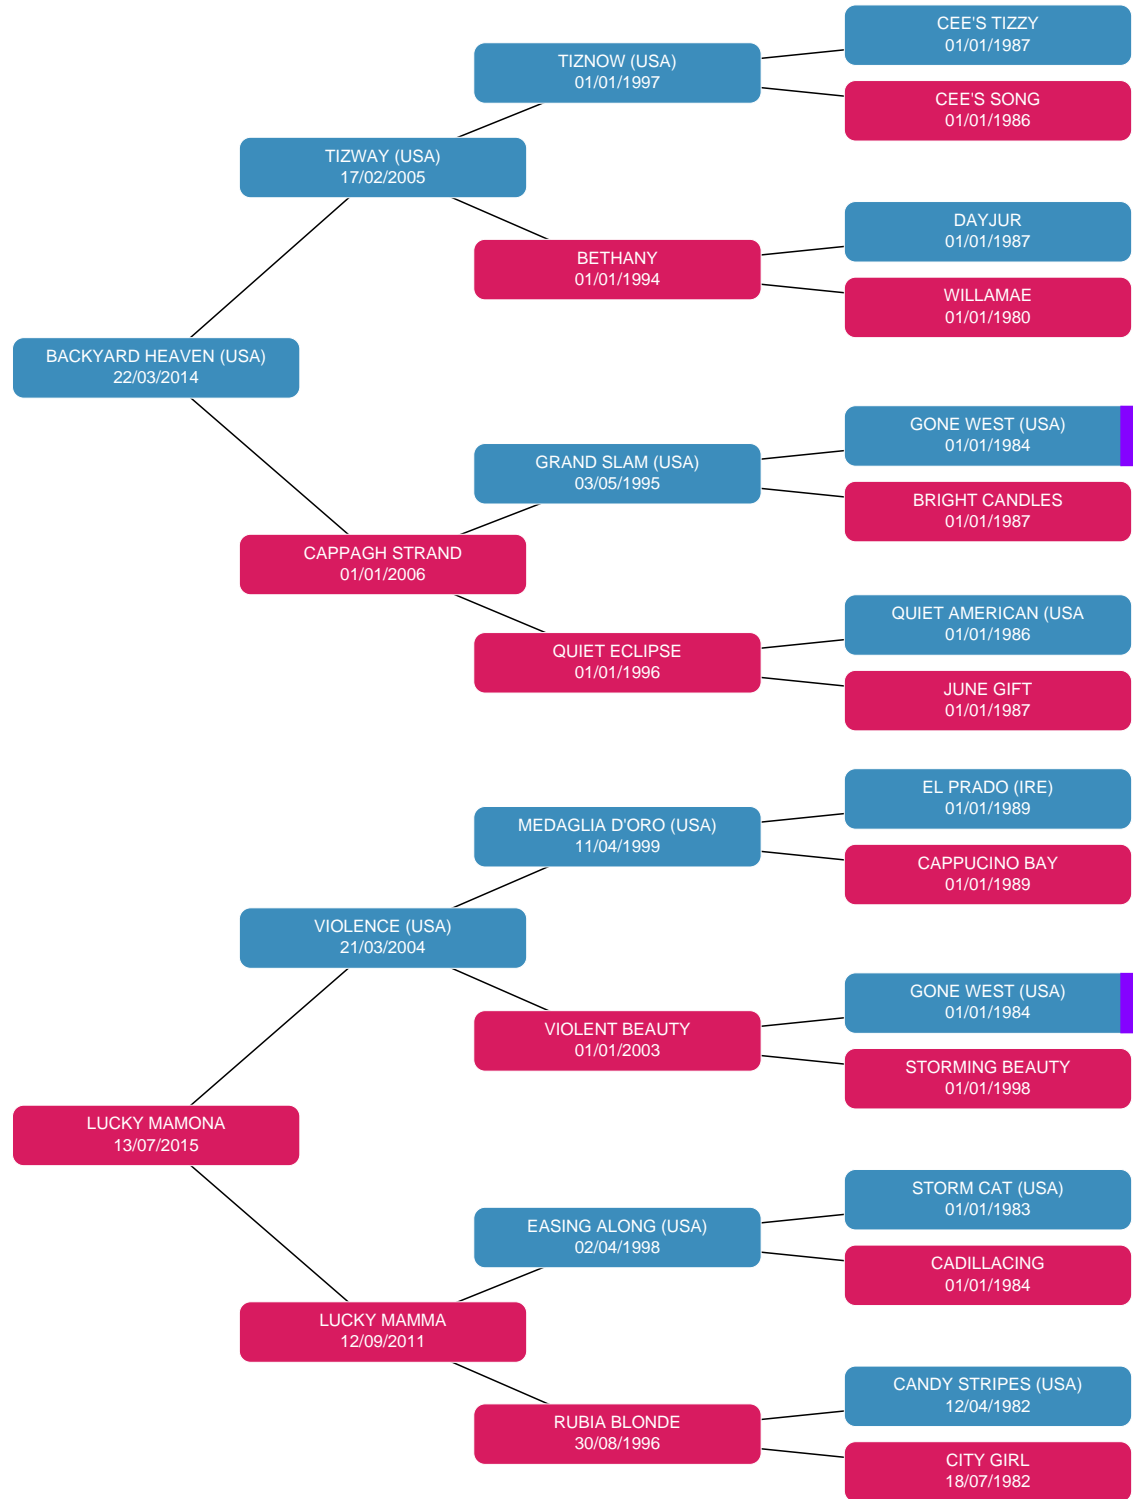 CEE'S TIZZY
01/01/1987
TIZNOW (USA)
01/01/1997
CEE'S SONG
01/01/1986
TIZWAY (USA)
17/02/2005
DAYJUR
01/01/1987
BETHANY
01/01/1994
WILLAMAE
01/01/1980
BACKYARD HEAVEN (USA)
22/03/2014
GONE WEST (USA)
01/01/1984
GRAND SLAM (USA)
03/05/1995
BRIGHT CANDLES
01/01/1987
CAPPAGH STRAND
01/01/2006
QUIET AMERICAN (USA
01/01/1986
QUIET ECLIPSE
01/01/1996
JUNE GIFT
01/01/1987
EL PRADO (IRE)
01/01/1989
MEDAGLIA D'ORO (USA)
11/04/1999
CAPPUCINO BAY
01/01/1989
VIOLENCE (USA)
21/03/2004
GONE WEST (USA)
01/01/1984
VIOLENT BEAUTY
01/01/2003
STORMING BEAUTY
01/01/1998
LUCKY MAMONA
13/07/2015
STORM CAT (USA)
01/01/1983
EASING ALONG (USA)
02/04/1998
CADILLACING
01/01/1984
LUCKY MAMMA
12/09/2011
CANDY STRIPES (USA)
12/04/1982
RUBIA BLONDE
30/08/1996
CITY GIRL
18/07/1982